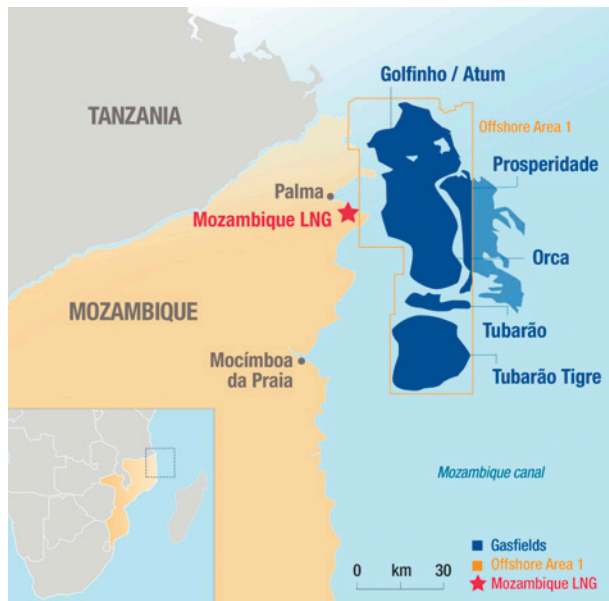 Golfinho / Atum
TANZANIA
Offshore Area 1
Prosperidade
Palma
Mozambique LNG
Orca
MOZAMBIQUE
Tubarão
Mocímboa
da Praia
Tubarão Tigre
Mozambique canal
Gasfields
Offshore Area 1
0 km 30
Mozambique LNG